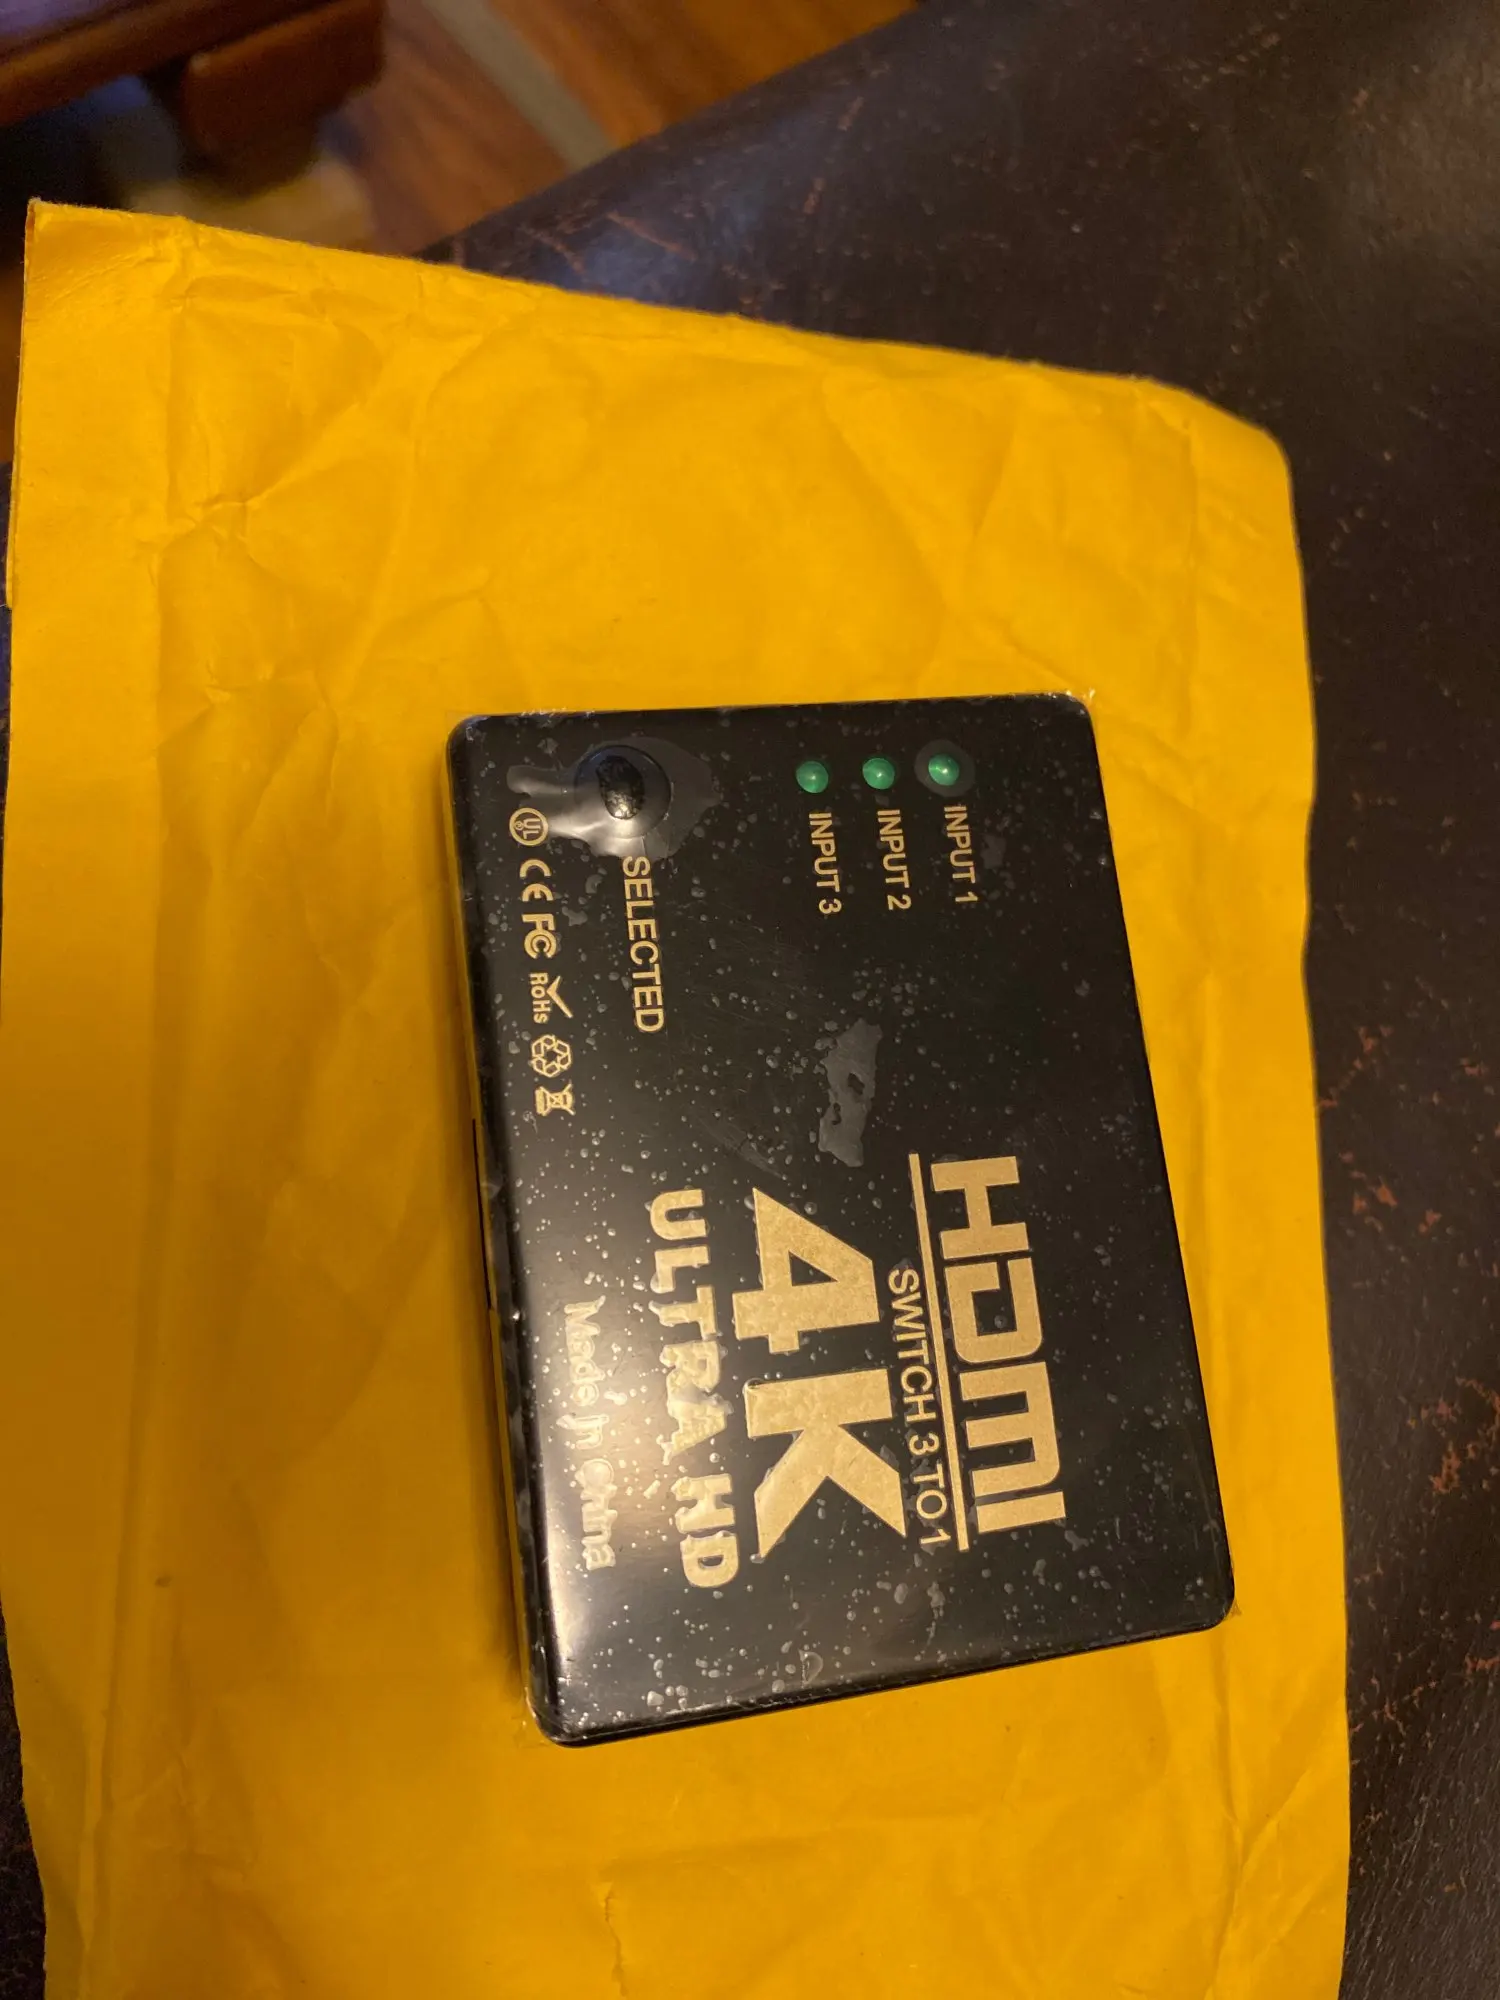 INPUT 1
INPUT 2
INPUT 3
SELECTED
UL CE FC RoHS
HDMI
SWITCH 3 TO 1
4K
ULTRA HD
Made In China